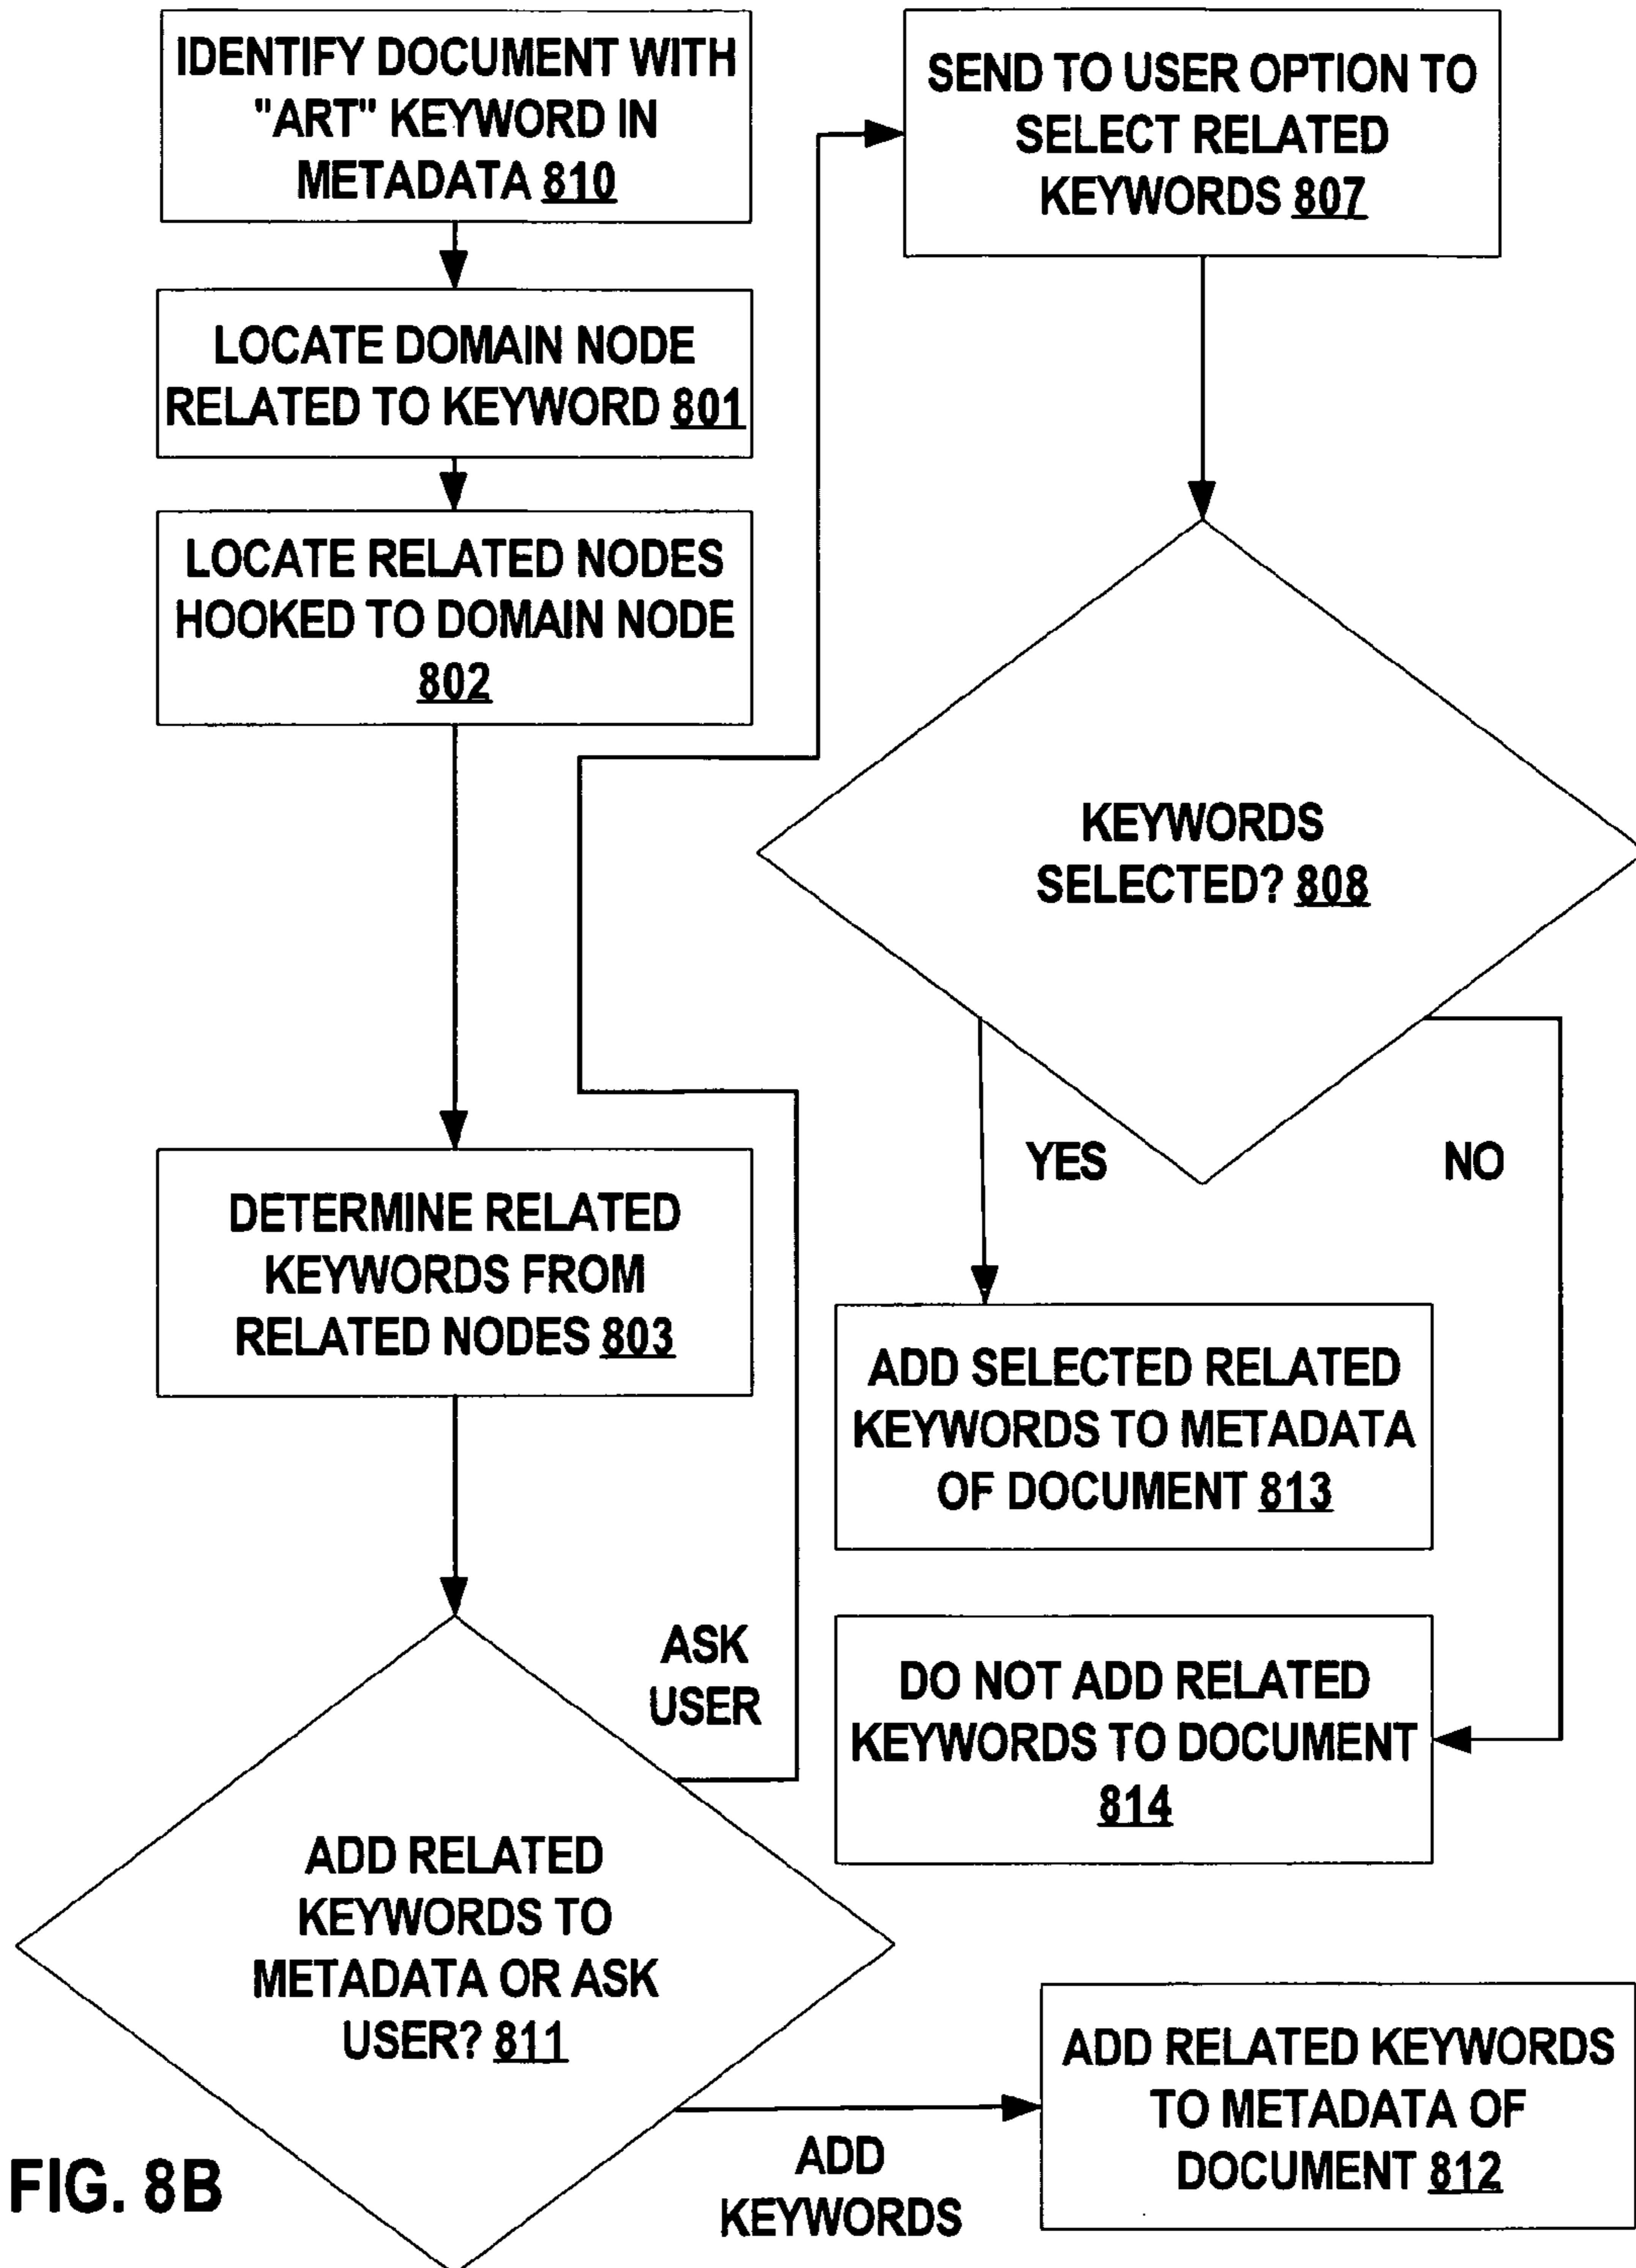 IDENTIFY DOCUMENT WITH
"ART" KEYWORD IN
METADATA 810
LOCATE DOMAIN NODE
RELATED TO KEYWORD 801
LOCATE RELATED NODES
HOOKED TO DOMAIN NODE
802
DETERMINE RELATED
KEYWORDS FROM
RELATED NODES 803
ADD RELATED
KEYWORDS TO
METADATA OR ASK
USER? 811
ASK
USER
ADD
KEYWORDS
SEND TO USER OPTION TO
SELECT RELATED
KEYWORDS 807
KEYWORDS
SELECTED? 808
YES
NO
ADD SELECTED RELATED
KEYWORDS TO METADATA
OF DOCUMENT 813
DO NOT ADD RELATED
KEYWORDS TO DOCUMENT
814
ADD RELATED KEYWORDS
TO METADATA OF
DOCUMENT 812
FIG. 8B